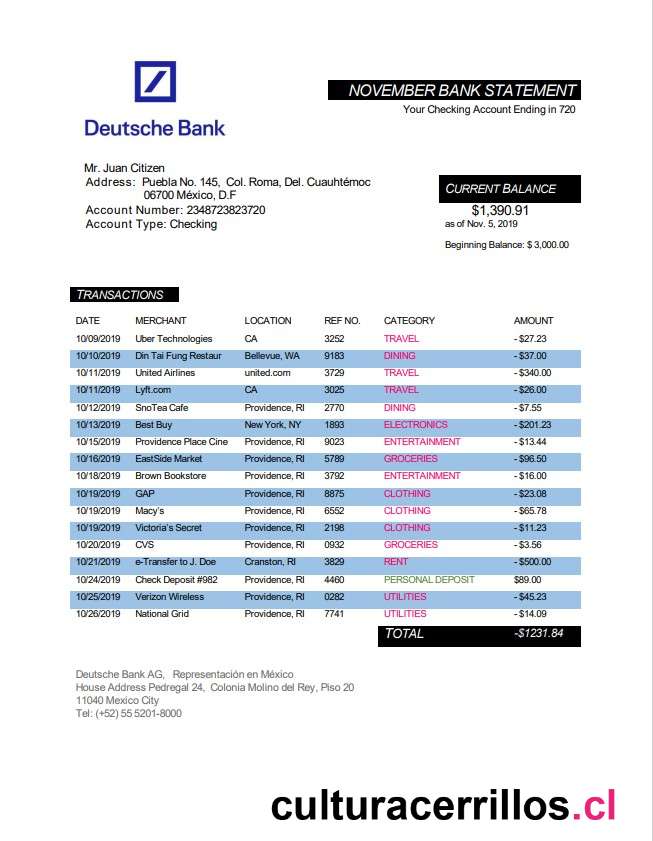 NOVEMBER BANK STATEMENT
Your Checking Account Ending in 720
Deutsche Bank
Mr. Juan Citizen
Address: Puebla No. 145, Col. Roma, Del. Cuauhtémoc
06700 México, D.F
Account Number: 2348723823720
Account Type: Checking
CURRENT BALANCE
$1,390.91
as of Nov. 5, 2019
Beginning Balance: $ 3,000.00
TRANSACTIONS
DATE MERCHANT LOCATION REF NO. CATEGORY AMOUNT
10/09/2019 Uber Technologies CA 3252 TRAVEL - $27.23
10/10/2019 Din Tai Fung Restaur Bellevue, WA 9183 DINING - $37.00
10/11/2019 United Airlines united.com 3729 TRAVEL - $340.00
10/11/2019 Lyft.com CA 3025 TRAVEL - $26.00
10/12/2019 SnoTea Cafe Providence, RI 2770 DINING - $7.55
10/13/2019 Best Buy New York, NY 1893 ELECTRONICS - $201.23
10/15/2019 Providence Place Cine Providence, RI 9023 ENTERTAINMENT - $13.44
10/16/2019 EastSide Market Providence, RI 5789 GROCERIES - $96.50
10/18/2019 Brown Bookstore Providence, RI 3792 ENTERTAINMENT - $16.00
10/19/2019 GAP Providence, RI 8875 CLOTHING - $23.08
10/19/2019 Macy's Providence, RI 6552 CLOTHING - $65.78
10/19/2019 Victoria's Secret Providence, RI 2198 CLOTHING - $11.23
10/20/2019 CVS Providence, RI 0932 GROCERIES - $3.56
10/21/2019 e-Transfer to J. Doe Cranston, RI 3829 RENT - $500.00
10/24/2019 Check Deposit #982 Providence, RI 4460 PERSONAL DEPOSIT $89.00
10/25/2019 Verizon Wireless Providence, RI 0282 UTILITIES - $45.23
10/26/2019 National Grid Providence, RI 7741 UTILITIES - $14.09
TOTAL -$1231.84
Deutsche Bank AG, Representación en México
House Address Pedregal 24, Colonia Molino del Rey, Piso 20
11040 Mexico City
Tel: (+52) 55 5201-8000
culturacerrillos.cl